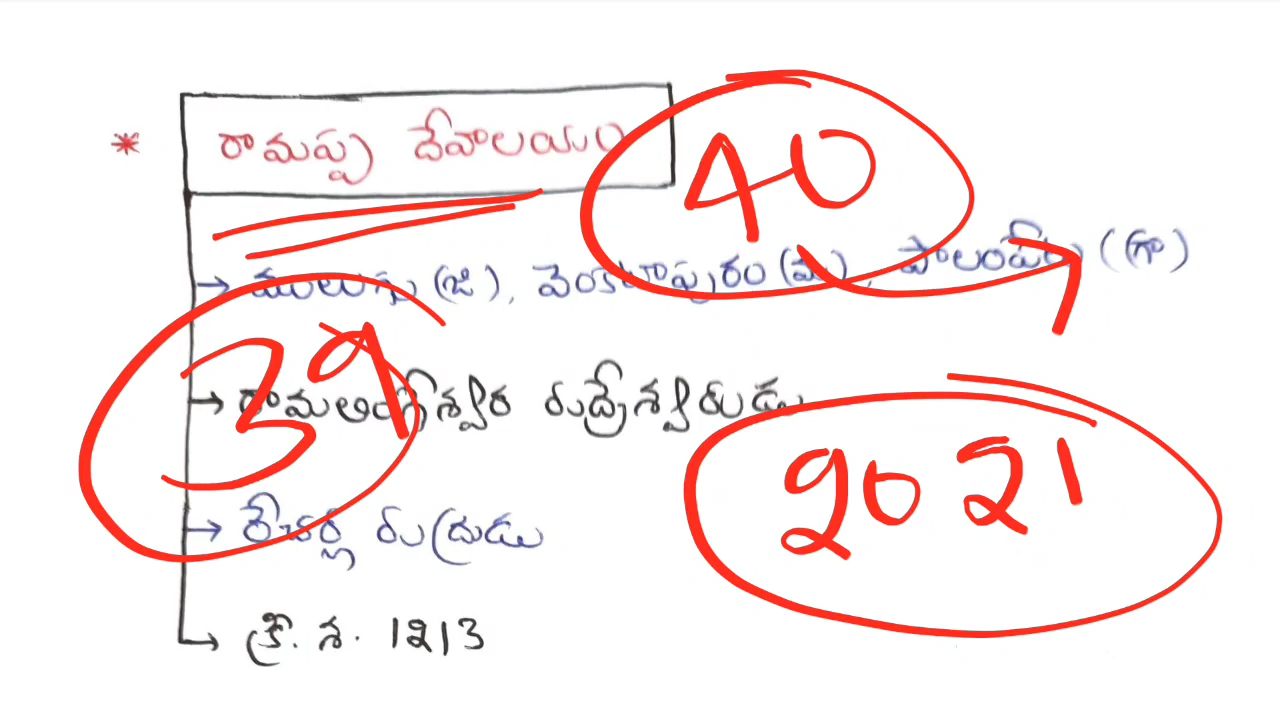 * రామప్ప దేవాలయం
40
→ ములుగు (జి), వెంకటాపురం (మ), పాలంపేట (గ్రా)
39
→ రామలింగేశ్వర రుద్రేశ్వరుడు
2021
→ రేచర్ల రుద్రుడు
→ క్రీ.శ. 1213